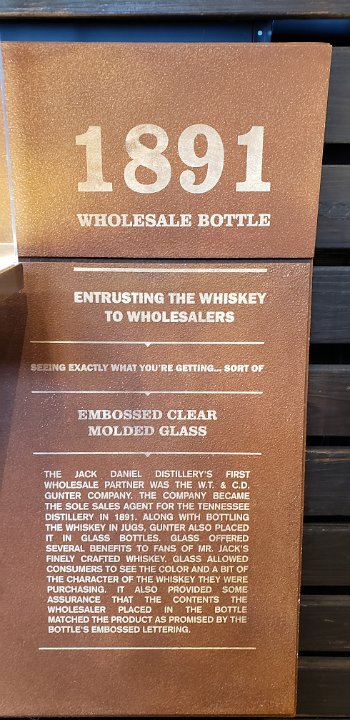 1891
WHOLESALE BOTTLE
ENTRUSTING THE WHISKEY
TO WHOLESALERS
SEEING EXACTLY WHAT YOU'RE GETTING... SORT OF
EMBOSSED CLEAR
MOLDED GLASS
THE JACK DANIEL DISTILLERY'S FIRST
WHOLESALE PARTNER WAS THE W.T. & C.D.
GUNTER COMPANY. THE COMPANY BECAME
THE SOLE SALES AGENT FOR THE TENNESSEE
DISTILLERY IN 1891. ALONG WITH BOTTLING
THE WHISKEY IN JUGS, GUNTER ALSO PLACED
IT IN GLASS BOTTLES. GLASS OFFERED
SEVERAL BENEFITS TO FANS OF MR. JACK'S
FINELY CRAFTED WHISKEY. GLASS ALLOWED
CONSUMERS TO SEE THE COLOR AND A BIT OF
THE CHARACTER OF THE WHISKEY THEY WERE
PURCHASING. IT ALSO PROVIDED SOME
ASSURANCE THAT THE CONTENTS THE
WHOLESALER PLACED IN THE BOTTLE
MATCHED THE PRODUCT AS PROMISED BY THE
BOTTLE'S EMBOSSED LETTERING.